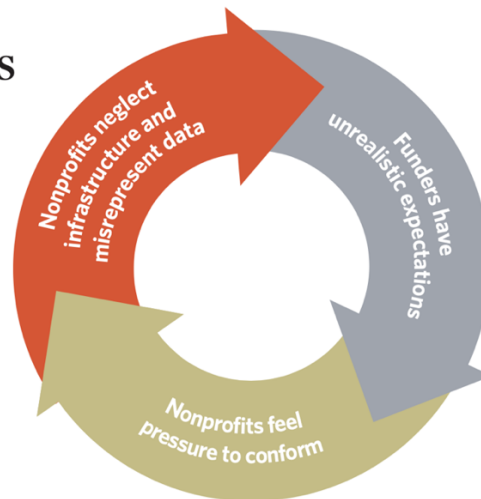 s
Nonprofits neglect
infrastructure and
misrepresent data
Funders have
unrealistic expectations
Nonprofits feel
pressure to conform